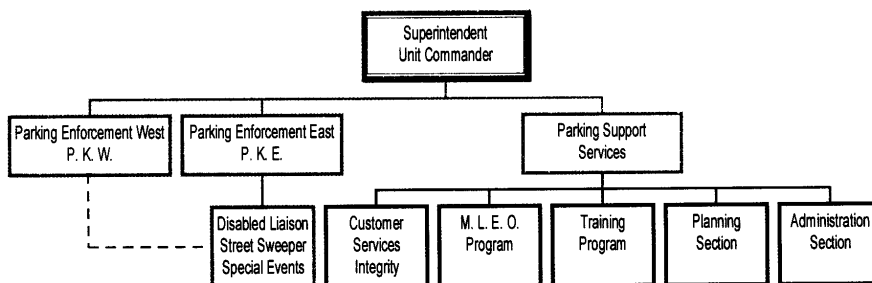 Superintendent
Unit Commander
Parking Enforcement West
P. K. W.
Parking Enforcement East
P. K. E.
Parking Support
Services
Disabled Liaison
Street Sweeper
Special Events
Customer
Services
Integrity
M. L. E. O.
Program
Training
Program
Planning
Section
Administration
Section